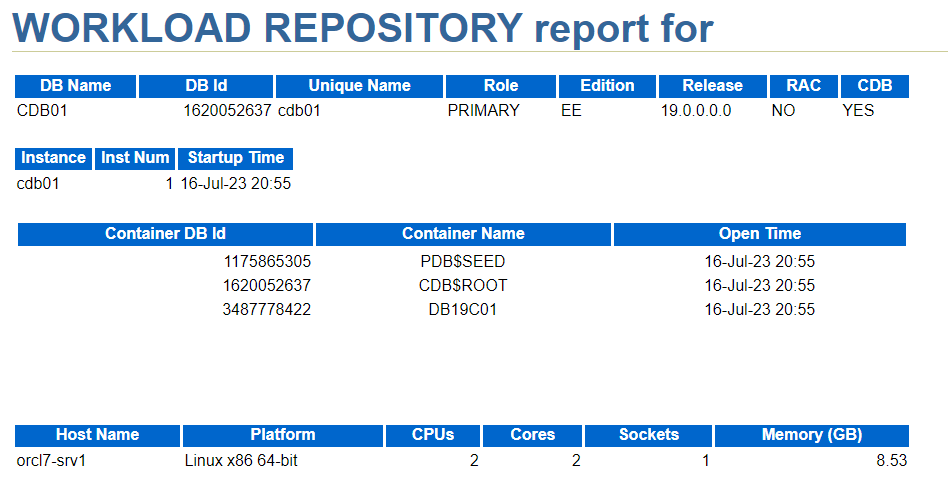 WORKLOAD REPOSITORY report for
DB Name DB Id Unique Name Role Edition Release RAC CDB
CDB01 1620052637 cdb01 PRIMARY EE 19.0.0.0.0 NO YES
Instance Inst Num Startup Time
cdb01 1 16-Jul-23 20:55
Container DB Id Container Name Open Time
1175865305 PDB$SEED 16-Jul-23 20:55
1620052637 CDB$ROOT 16-Jul-23 20:55
3487778422 DB19C01 16-Jul-23 20:55
Host Name Platform CPUs Cores Sockets Memory (GB)
orcl7-srv1 Linux x86 64-bit 2 2 1 8.53